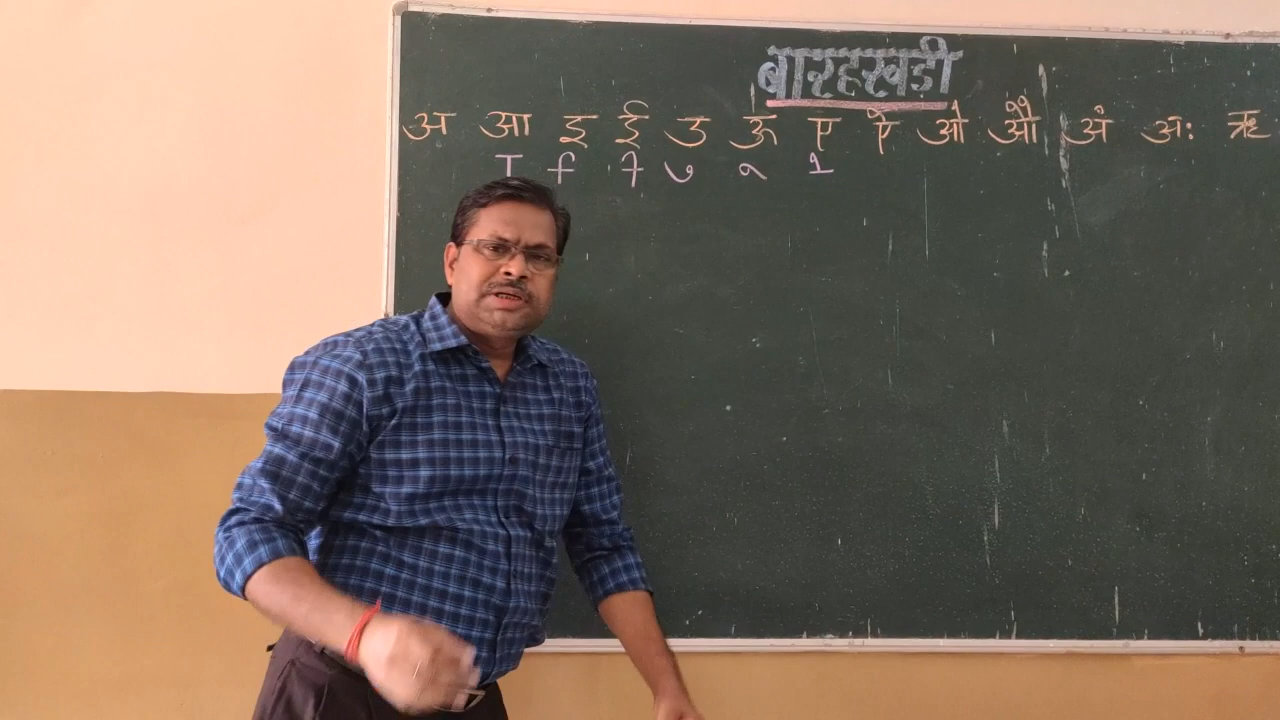 बारहखडी
अ आ इ ई उ ऊ ए ऐ ओ औ अं अः ऋ
ा ि ी ु ू े